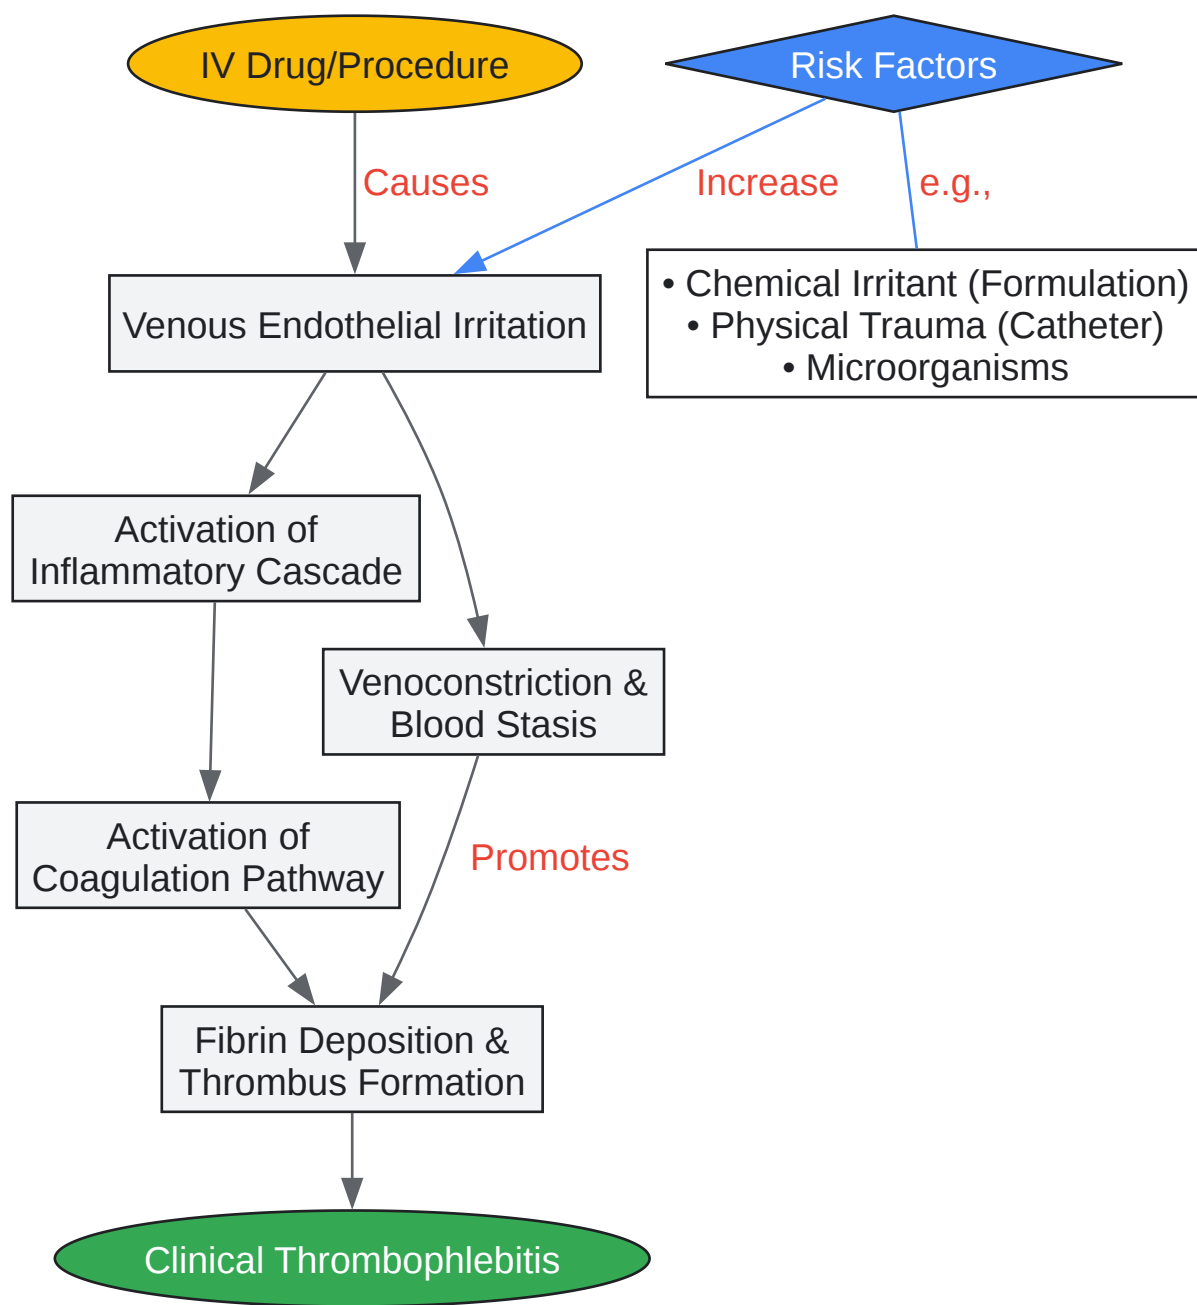 IV Drug/Procedure
Risk Factors
Causes
Increase
e.g.,
Venous Endothelial Irritation
• Chemical Irritant (Formulation)
• Physical Trauma (Catheter)
• Microorganisms
Activation of
Inflammatory Cascade
Venoconstriction &
Blood Stasis
Activation of
Coagulation Pathway
Promotes
Fibrin Deposition &
Thrombus Formation
Clinical Thrombophlebitis